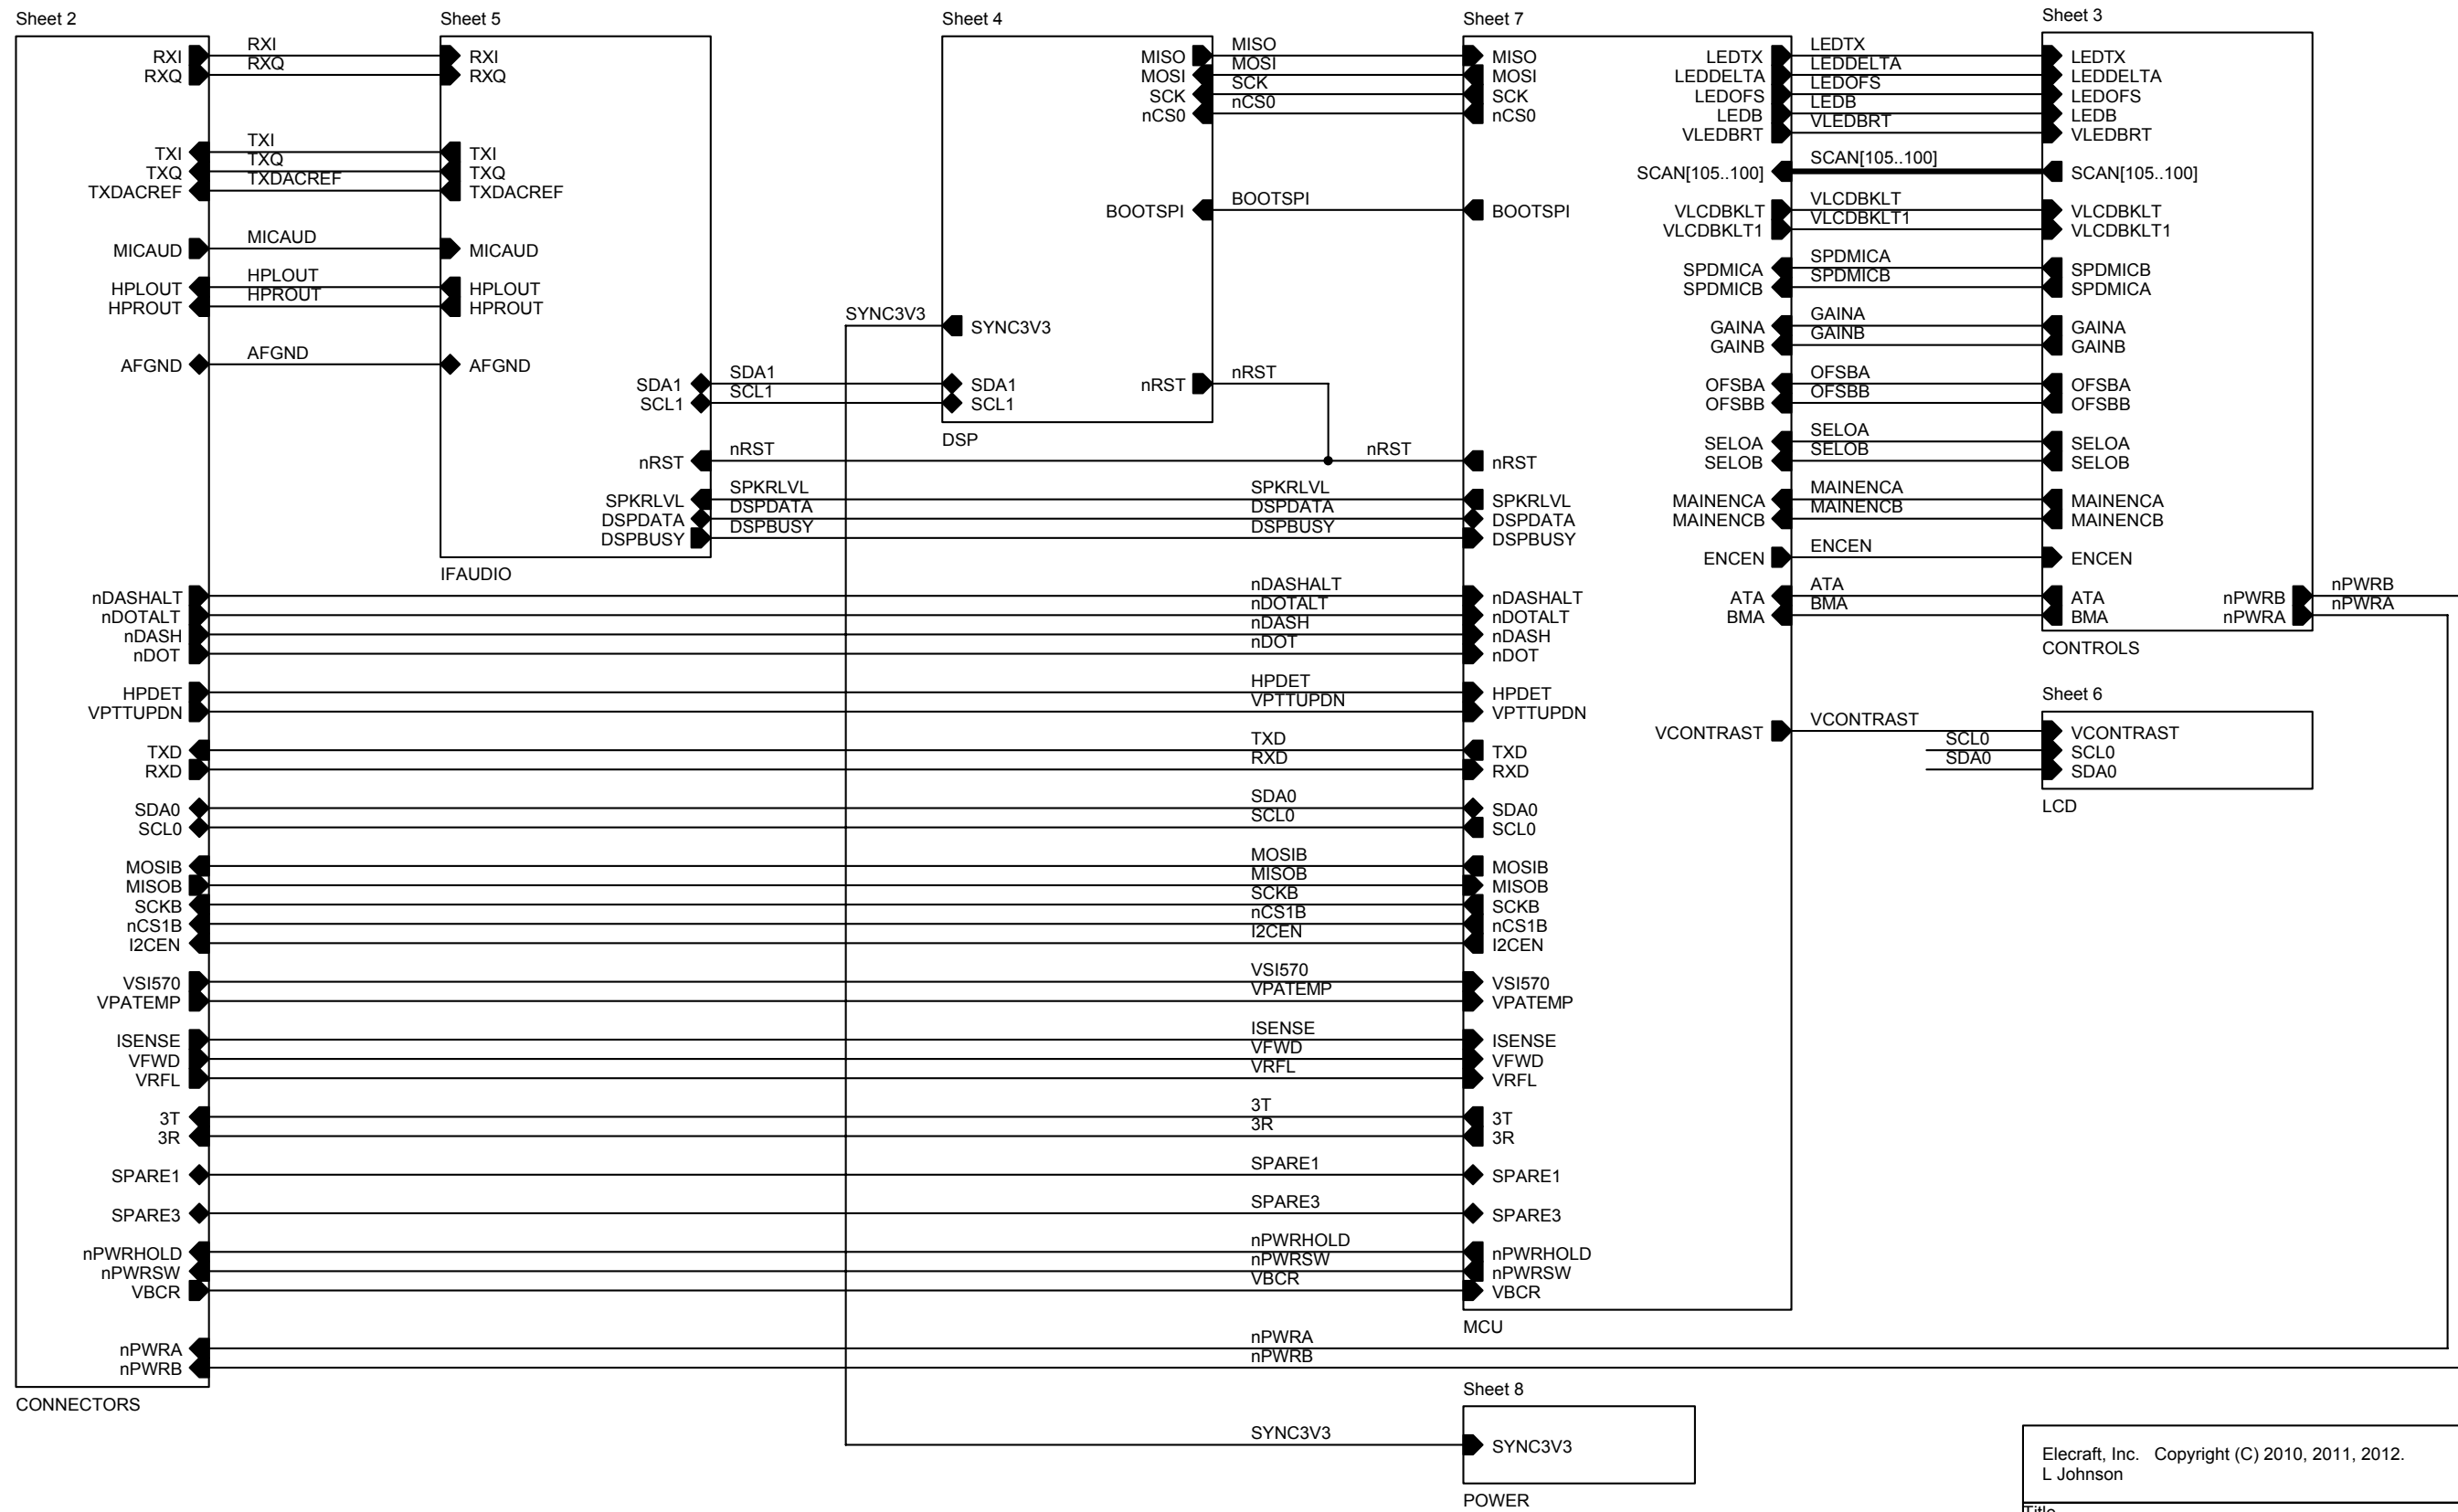 Sheet 2
RXI
RXQ
TXI
TXQ
TXDACREF
MICAUD
HPLOUT
HPROUT
AFGND
nDASHALT
nDOTALT
nDASH
nDOT
HPDET
VPTTUPDN
TXD
RXD
SDA0
SCL0
MOSIB
MISOB
SCKB
nCS1B
I2CEN
VSI570
VPATEMP
ISENSE
VFWD
VRFL
3T
3R
SPARE1
SPARE3
nPWRHOLD
nPWRSW
VBCR
nPWRA
nPWRB
CONNECTORS
RXI
RXQ
TXI
TXQ
TXDACREF
MICAUD
HPLOUT
HPROUT
AFGND
Sheet 5
RXI
RXQ
TXI
TXQ
TXDACREF
MICAUD
HPLOUT
HPROUT
AFGND
SDA1
SCL1
nRST
SPKRLVL
DSPDATA
DSPBUSY
IFAUDIO
SDA1
SCL1
nRST
SPKRLVL
DSPDATA
DSPBUSY
SYNC3V3
Sheet 4
MISO
MOSI
SCK
nCS0
BOOTSPI
SYNC3V3
SDA1
SCL1
nRST
DSP
MISO
MOSI
SCK
nCS0
BOOTSPI
nRST
nRST
SPKRLVL
DSPDATA
DSPBUSY
nDASHALT
nDOTALT
nDASH
nDOT
HPDET
VPTTUPDN
TXD
RXD
SDA0
SCL0
MOSIB
MISOB
SCKB
nCS1B
I2CEN
VSI570
VPATEMP
ISENSE
VFWD
VRFL
3T
3R
SPARE1
SPARE3
nPWRHOLD
nPWRSW
VBCR
nPWRA
nPWRB
SYNC3V3
Sheet 7
MISO
MOSI
SCK
nCS0
BOOTSPI
nRST
SPKRLVL
DSPDATA
DSPBUSY
nDASHALT
nDOTALT
nDASH
nDOT
HPDET
VPTTUPDN
TXD
RXD
SDA0
SCL0
MOSIB
MISOB
SCKB
nCS1B
I2CEN
VSI570
VPATEMP
ISENSE
VFWD
VRFL
3T
3R
SPARE1
SPARE3
nPWRHOLD
nPWRSW
VBCR
LEDTX
LEDDELTA
LEDOFS
LEDB
VLEDBRT
SCAN[105..100]
VLCDBKLT
VLCDBKLT1
SPDMICA
SPDMICB
GAINA
GAINB
OFSBA
OFSBB
SELOA
SELOB
MAINENCA
MAINENCB
ENCEN
ATA
BMA
VCONTRAST
MCU
LEDTX
LEDDELTA
LEDOFS
LEDB
VLEDBRT
SCAN[105..100]
VLCDBKLT
VLCDBKLT1
SPDMICA
SPDMICB
GAINA
GAINB
OFSBA
OFSBB
SELOA
SELOB
MAINENCA
MAINENCB
ENCEN
ATA
BMA
VCONTRAST
SCL0
SDA0
Sheet 3
LEDTX
LEDDELTA
LEDOFS
LEDB
VLEDBRT
SCAN[105..100]
VLCDBKLT
VLCDBKLT1
SPDMICB
SPDMICA
GAINA
GAINB
OFSBA
OFSBB
SELOA
SELOB
MAINENCA
MAINENCB
ENCEN
ATA
BMA
nPWRB
nPWRA
CONTROLS
nPWRB
nPWRA
Sheet 6
VCONTRAST
SCL0
SDA0
LCD
Sheet 8
SYNC3V3
POWER
Elecraft, Inc. Copyright (C) 2010, 2011, 2012.
L Johnson
Title